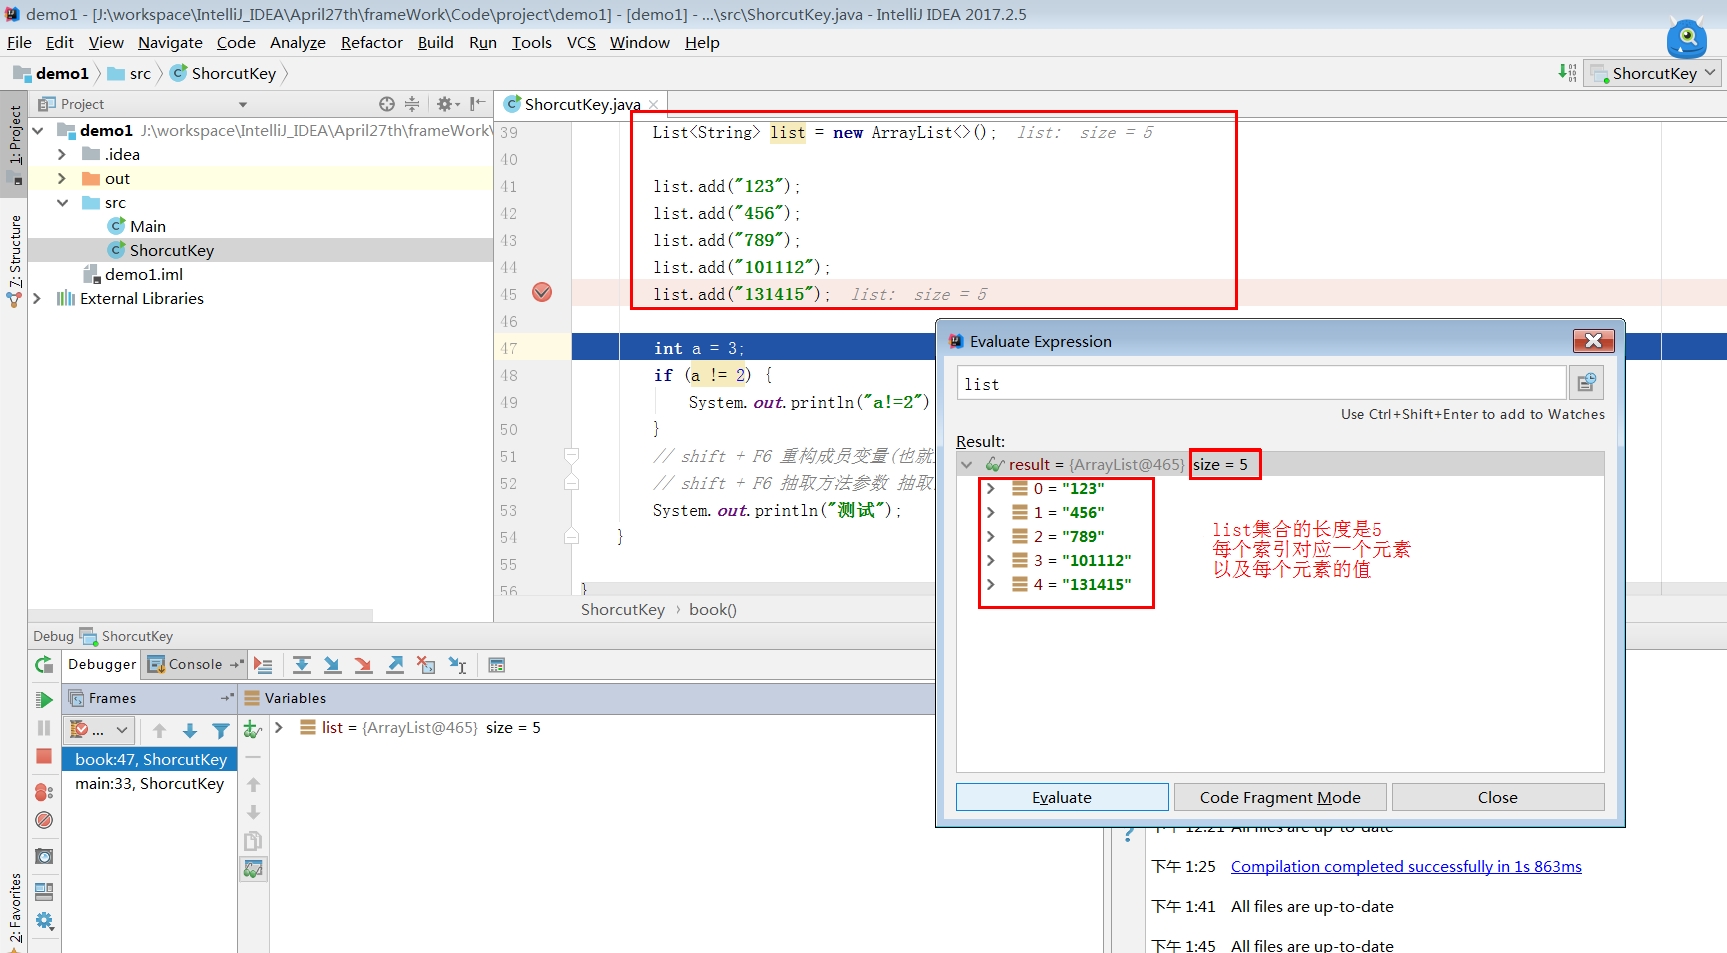 demo1 - [J:\workspace\IntelliJ_IDEA\April27th\frameWork\Code\project\demo1] - [demo1] - ...\src\ShorcutKey.java - IntelliJ IDEA 2017.2.5
File Edit View Navigate Code Analyze Refactor Build Run Tools VCS Window Help
demo1 src ShorcutKey
ShorcutKey
Project
ShorcutKey.java
1: Project
7: Structure
2: Favorites
demo1 J:\workspace\IntelliJ_IDEA\April27th\frameWork\
.idea
out
src
Main
ShorcutKey
demo1.iml
External Libraries
39 List<String> list = new ArrayList<>(); list: size = 5
40
41 list.add("123");
42 list.add("456");
43 list.add("789");
44 list.add("101112");
45 list.add("131415"); list: size = 5
46
47 int a = 3;
48 if (a != 2) {
49 System.out.println("a!=2")
50 }
51 // shift + F6 重构成员变量(也就
52 // shift + F6 抽取方法参数 抽取
53 System.out.println("测试");
54 }
55
56 }
ShorcutKey › book()
Evaluate Expression
list
Use Ctrl+Shift+Enter to add to Watches
Result:
result = {ArrayList@465} size = 5
0 = "123"
1 = "456"
2 = "789"
3 = "101112"
4 = "131415"
list集合的长度是5
每个索引对应一个元素
以及每个元素的值
Evaluate Code Fragment Mode Close
Debug ShorcutKey
Debugger Console
Frames Variables
...
list = {ArrayList@465} size = 5
book:47, ShorcutKey
main:33, ShorcutKey
下午 12:21 All files are up-to-date
下午 1:25 Compilation completed successfully in 1s 863ms
下午 1:41 All files are up-to-date
下午 1:45 All files are up-to-date